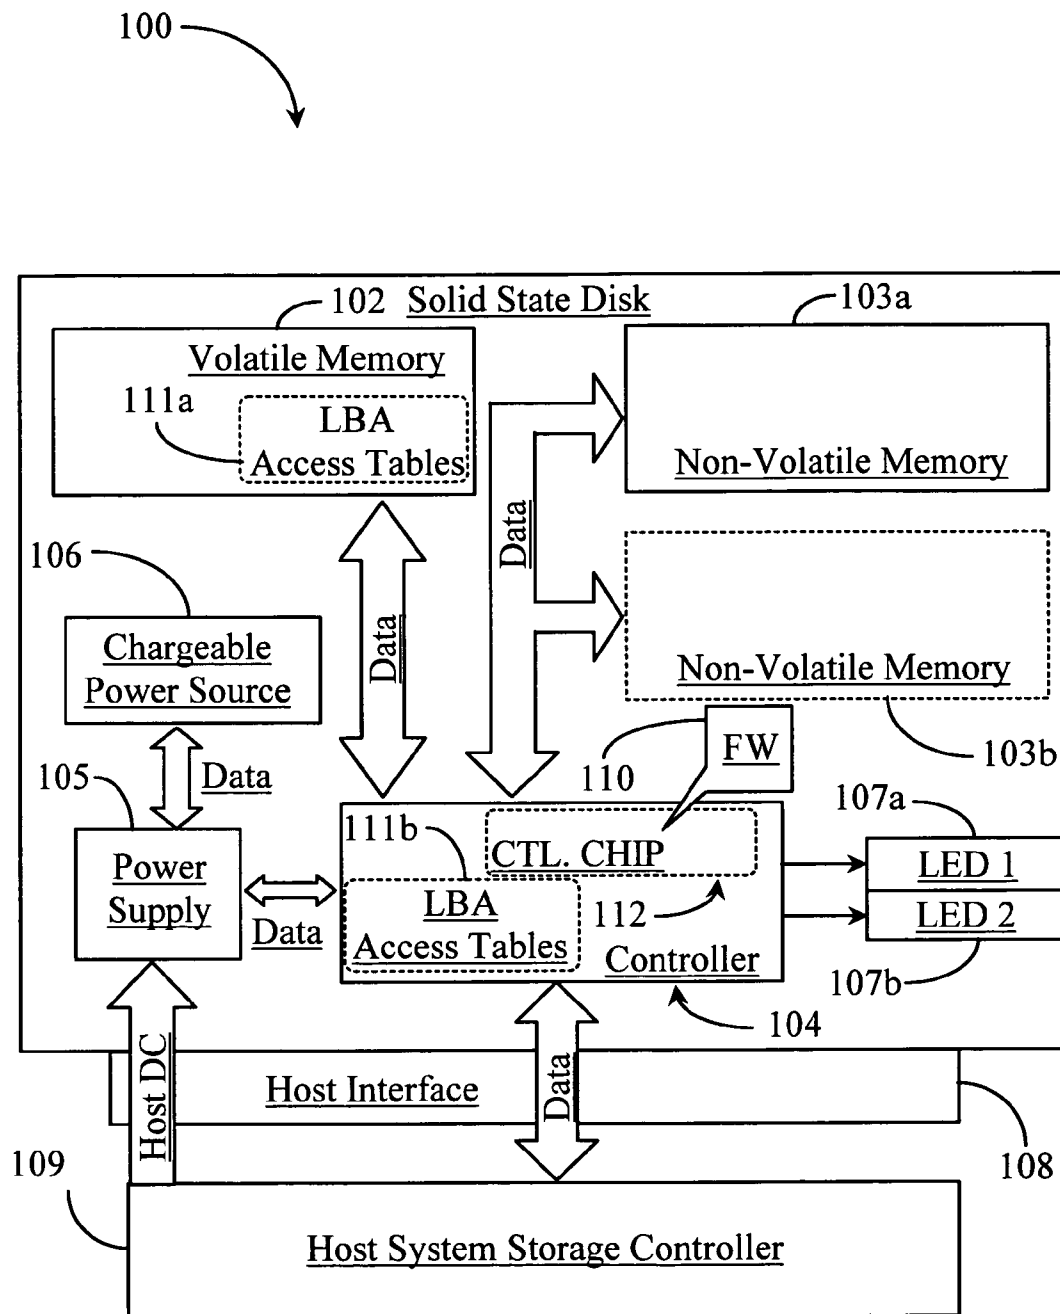 100
102
Solid State Disk
103a
Volatile Memory
111a
LBA
Access Tables
Non-Volatile Memory
Data
106
Chargeable
Power Source
Data
Non-Volatile Memory
103b
110
FW
105
Data
107a
111b
CTL. CHIP
LED 1
Power
Supply
Data
LBA
Access Tables
112
LED 2
Controller
107b
104
Host DC
Host Interface
Data
108
109
Host System Storage Controller